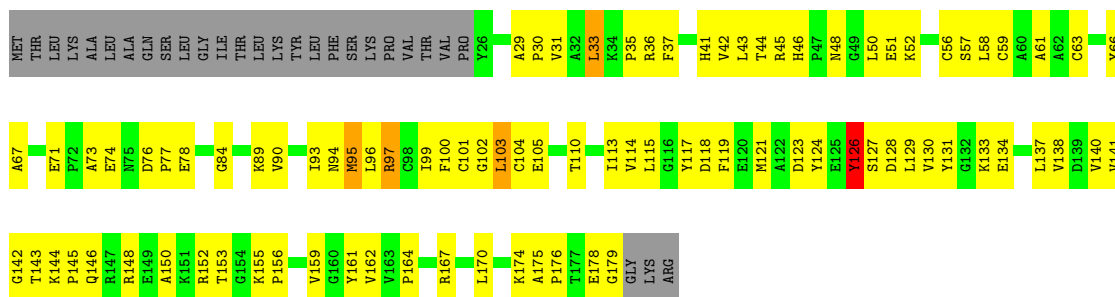 MET THR LEU LYS ALA LEU ALA GLN SER LEU GLY ILE THR LEU LYS TYR LEU PHE SER LYS PRO VAL THR VAL PRO Y26 A29 P30 V31 A32 L33 K34 P35 R36 F37 H41 V42 L43 T44 R45 H46 P47 N48 G49 L50 E51 K52 C56 S57 L58 C59 A60 A61 A62 C63 Y66
A67 E71 P72 A73 E74 N75 D76 P77 E78 G84 K89 V90 I93 N94 M95 L96 R97 C98 I99 F100 C101 G102 L103 C104 E105 T110 I113 V114 L115 G116 Y117 D118 F119 E120 M121 A122 D123 Y124 E125 Y126 S127 D128 L129 V130 Y131 G132 K133 E134 L137 V138 D139 V140
G142 T143 K144 P145 Q146 R147 R148 E149 A150 K151 R152 T153 G154 K155 P156 V159 G160 Y161 V162 V163 P164 R167 L170 K174 A175 P176 T177 E178 G179 GLY LYS ARG